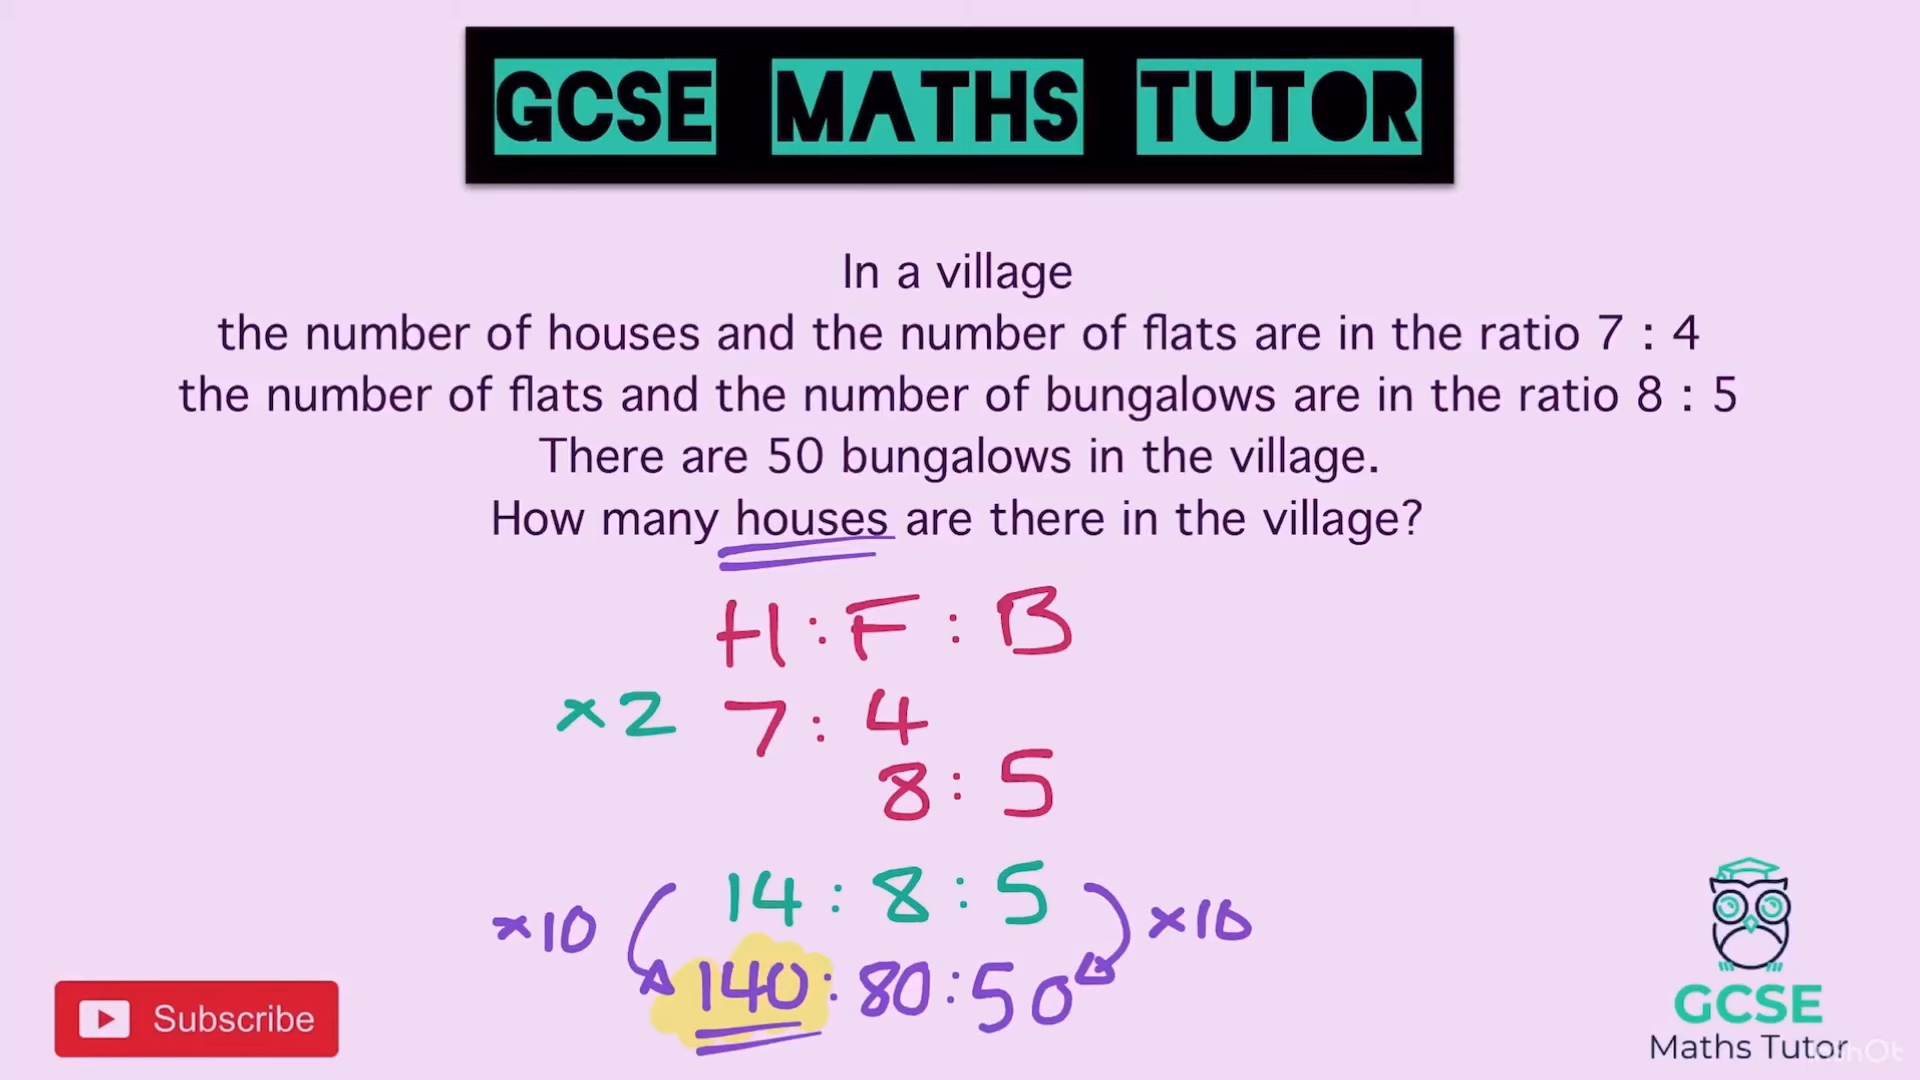 GCSE MATHS TUTOR
In a village
the number of houses and the number of flats are in the ratio 7 : 4
the number of flats and the number of bungalows are in the ratio 8 : 5
There are 50 bungalows in the village.
How many houses are there in the village?
H : F : B
×2 7 : 4
8 : 5
14 : 8 : 5
×10 ×10
140 : 80 : 50
Subscribe
GCSE
Maths Tutor